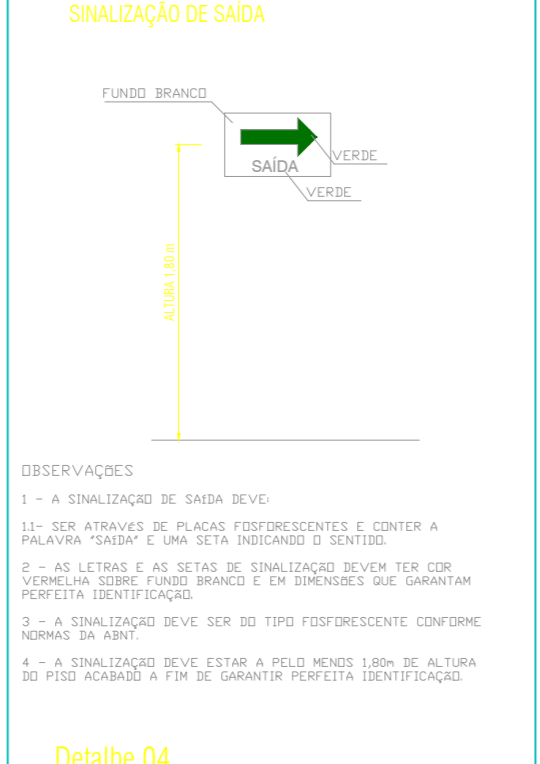 SINALIZAÇÃO DE SAÍDA
FUNDO BRANCO
SAÍDA
VERDE
VERDE
ALTURA 1,80 m
OBSERVAÇÕES
1 - A SINALIZAÇÃO DE SAÍDA DEVE:
1.1- SER ATRAVÉS DE PLACAS FOSFORESCENTES E CONTER A
PALAVRA "SAÍDA" E UMA SETA INDICANDO O SENTIDO.
2 - AS LETRAS E AS SETAS DE SINALIZAÇÃO DEVEM TER COR
VERMELHA SOBRE FUNDO BRANCO E EM DIMENSÕES QUE GARANTAM
PERFEITA IDENTIFICAÇÃO.
3 - A SINALIZAÇÃO DEVE SER DO TIPO FOSFORESCENTE CONFORME
NORMAS DA ABNT.
4 - A SINALIZAÇÃO DEVE ESTAR A PELO MENOS 1,80m DE ALTURA
DO PISO ACABADO A FIM DE GARANTIR PERFEITA IDENTIFICAÇÃO.
Detalhe 04